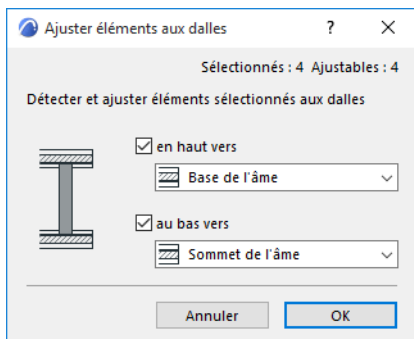 Ajuster éléments aux dalles ?
Sélectionnés : 4 Ajustables : 4
Détecter et ajuster éléments sélectionnés aux dalles
en haut vers
Base de l'âme
au bas vers
Sommet de l'âme
Annuler OK